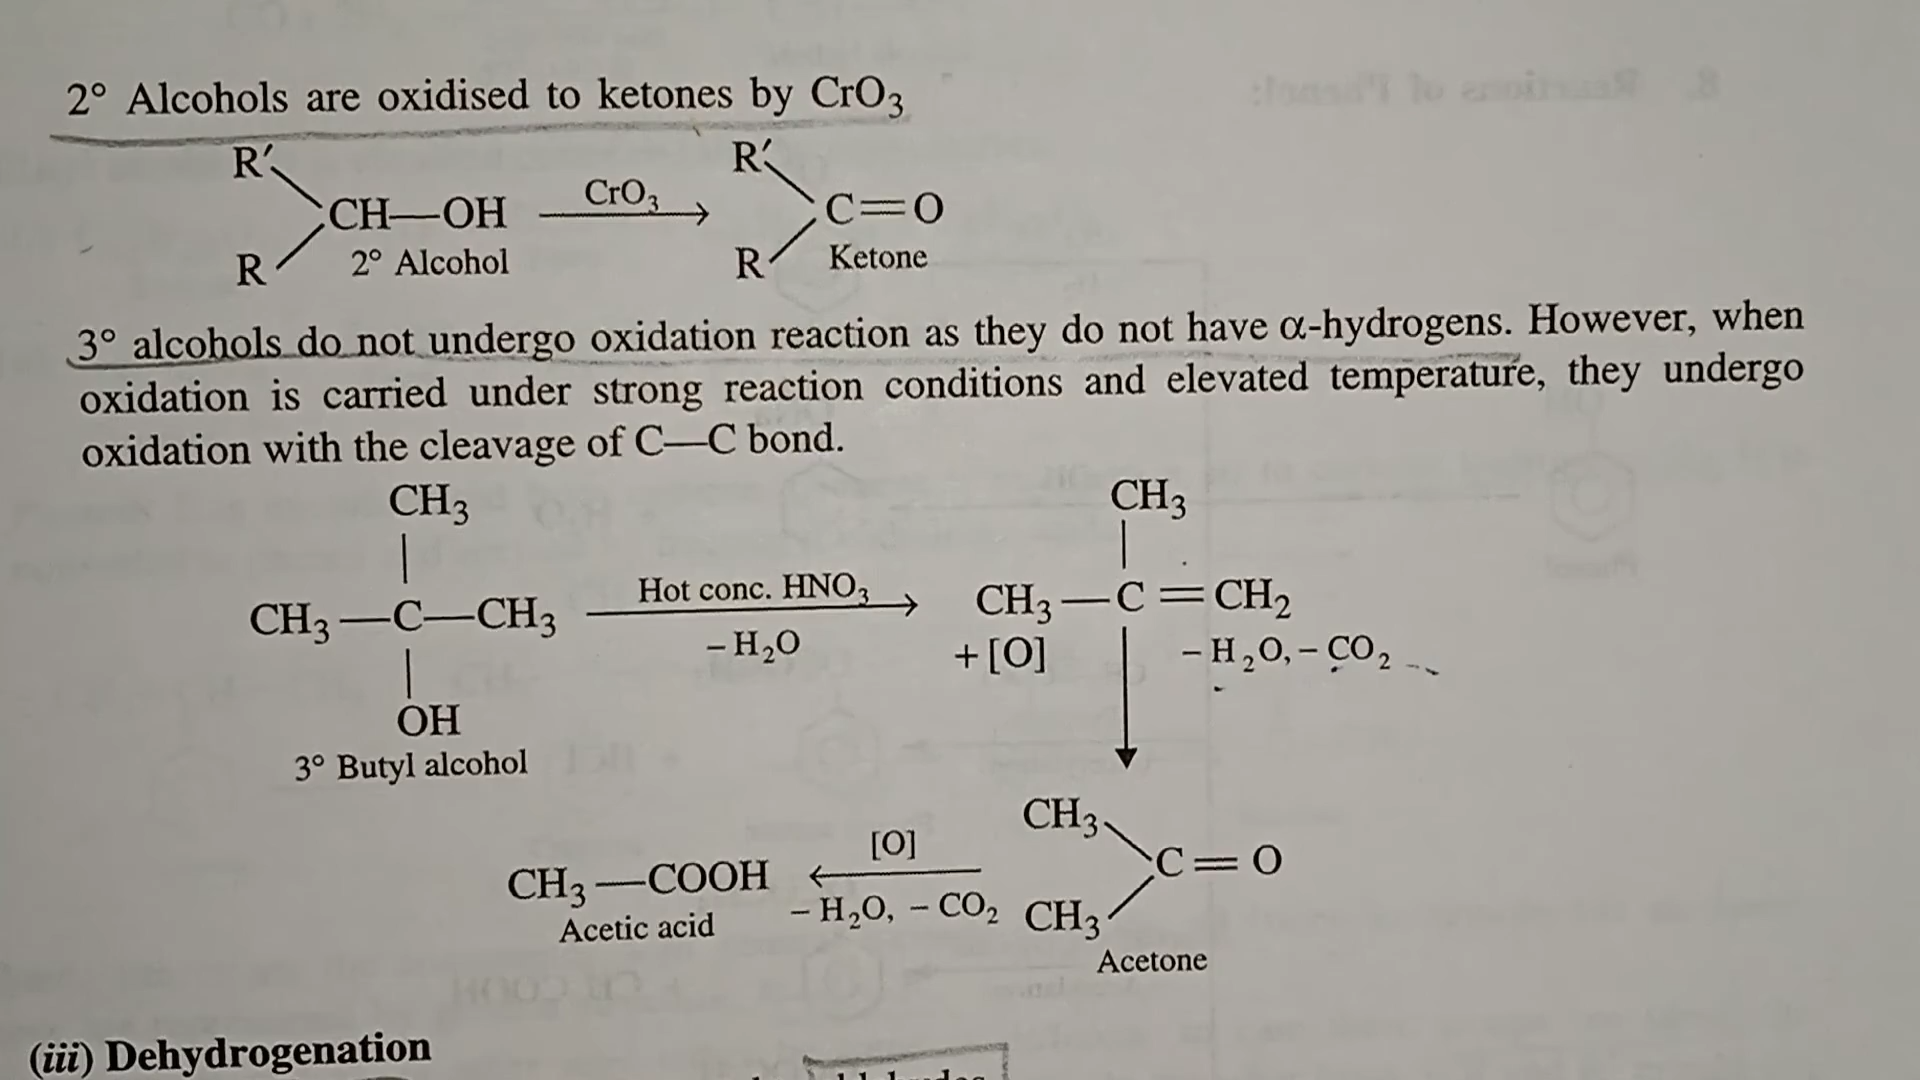 2° Alcohols are oxidised to ketones by CrO₃
R′ R′
CH—OH CrO₃ C=O
R 2° Alcohol R Ketone
3° alcohols do not undergo oxidation reaction as they do not have α-hydrogens. However, when
oxidation is carried under strong reaction conditions and elevated temperature, they undergo
oxidation with the cleavage of C—C bond.
CH₃ CH₃
CH₃—C—CH₃ Hot conc. HNO₃ CH₃—C=CH₂
– H₂O + [O] – H₂O, – CO₂
OH
3° Butyl alcohol
CH₃
CH₃—COOH [O] C=O
Acetic acid – H₂O, – CO₂ CH₃
Acetone
(iii) Dehydrogenation